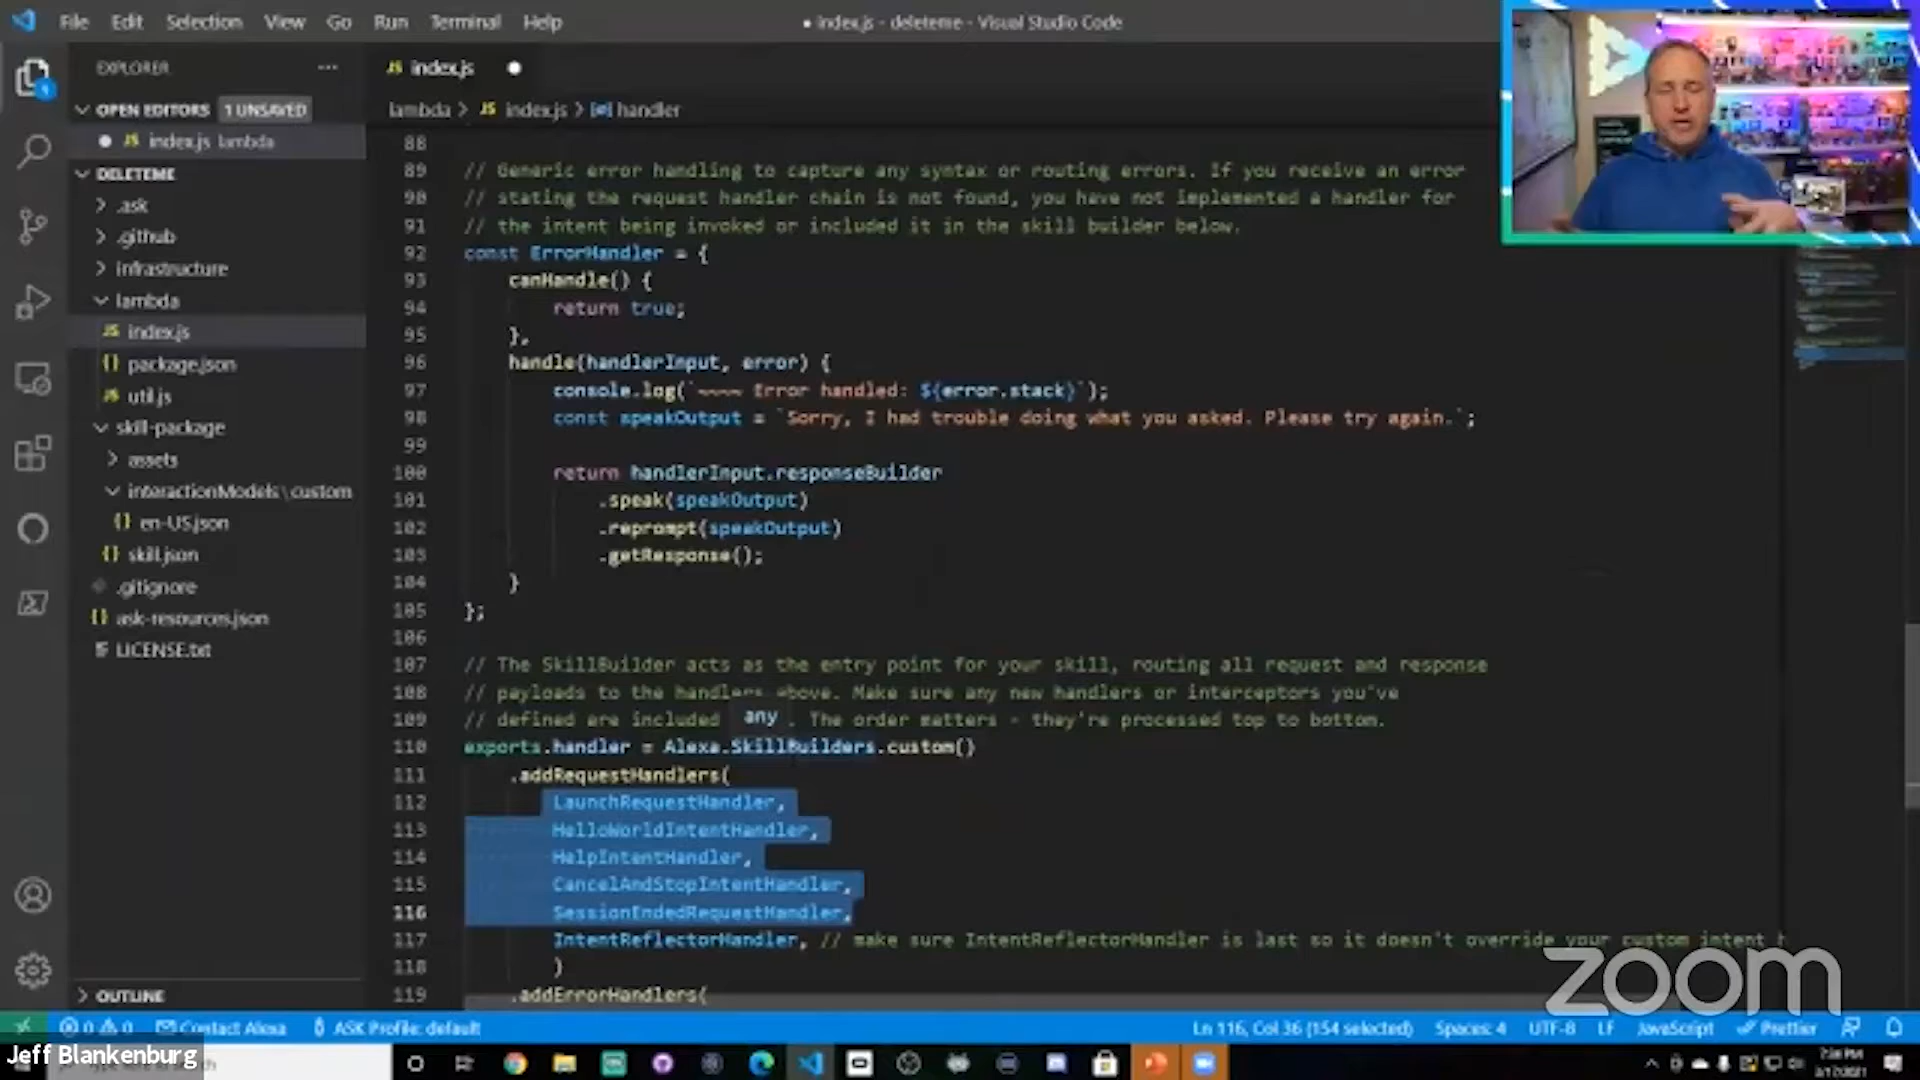 File Edit Selection View Go Run Terminal Help
● index.js - deleteme - Visual Studio Code
EXPLORER ···
JS index.js ●
OPEN EDITORS 1 UNSAVED
lambda > JS index.js > handler
● JS index.js lambda
DELETEME
> .ask
> .github
> infrastructure
lambda
JS index.js
{} package.json
JS util.js
skill-package
> assets
interactionModels\custom
{} en-US.json
{} skill.json
.gitignore
{} ask-resources.json
LICENSE.txt
> OUTLINE
88
89 // Generic error handling to capture any syntax or routing errors. If you receive an error
90 // stating the request handler chain is not found, you have not implemented a handler for
91 // the intent being invoked or included it in the skill builder below.
92 const ErrorHandler = {
93 canHandle() {
94 return true;
95 },
96 handle(handlerInput, error) {
97 console.log(`~~~~ Error handled: ${error.stack}`);
98 const speakOutput = `Sorry, I had trouble doing what you asked. Please try again.`;
99
100 return handlerInput.responseBuilder
101 .speak(speakOutput)
102 .reprompt(speakOutput)
103 .getResponse();
104 }
105 };
106
107 // The SkillBuilder acts as the entry point for your skill, routing all request and response
108 // payloads to the handlers above. Make sure any new handlers or interceptors you've
109 // defined are included any . The order matters - they're processed top to bottom.
110 exports.handler = Alexa.SkillBuilders.custom()
111 .addRequestHandlers(
112 LaunchRequestHandler,
113 HelloWorldIntentHandler,
114 HelpIntentHandler,
115 CancelAndStopIntentHandler,
116 SessionEndedRequestHandler,
117 IntentReflectorHandler, // make sure IntentReflectorHandler is last so it doesn't override your custom intent
118 )
119 .addErrorHandlers(
zoom
0 0 Contact Alexa ASK Profile: default
Ln 116, Col 36 (154 selected) Spaces: 4 UTF-8 LF JavaScript Prettier
Jeff Blankenburg